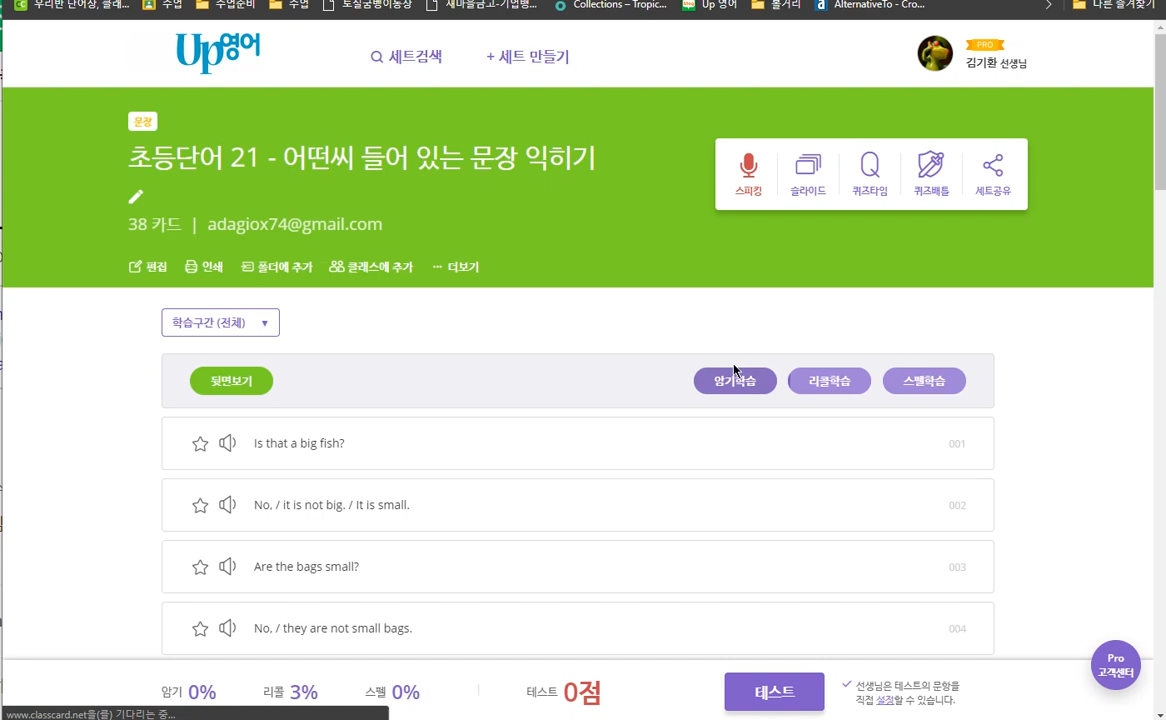 우리반 단어장, 클래... 수업 수업준비 수업 토실굼벵이농장 새마을금고-기업뱅... Collections – Tropic... Up 영어 볼거리 AlternativeTo - Cro... 다른 즐겨찾기
Up영어
세트검색
+ 세트 만들기
PRO
김기환 선생님
문장
초등단어 21 - 어떤씨 들어 있는 문장 익히기
38 카드 | adagiox74@gmail.com
스피킹 슬라이드 퀴즈타임 퀴즈배틀 세트공유
편집 인쇄 폴더에 추가 클래스에 추가 ··· 더보기
학습구간 (전체) ▼
뒷면보기 암기학습 리콜학습 스펠학습
Is that a big fish? 001
No, / it is not big. / It is small. 002
Are the bags small? 003
No, / they are not small bags. 004
Pro
고객센터
암기 0% 리콜 3% 스펠 0% 테스트 0점 테스트
선생님은 테스트의 문항을
직접 설정할 수 있습니다.
www.classcard.net을(를) 기다리는 중...